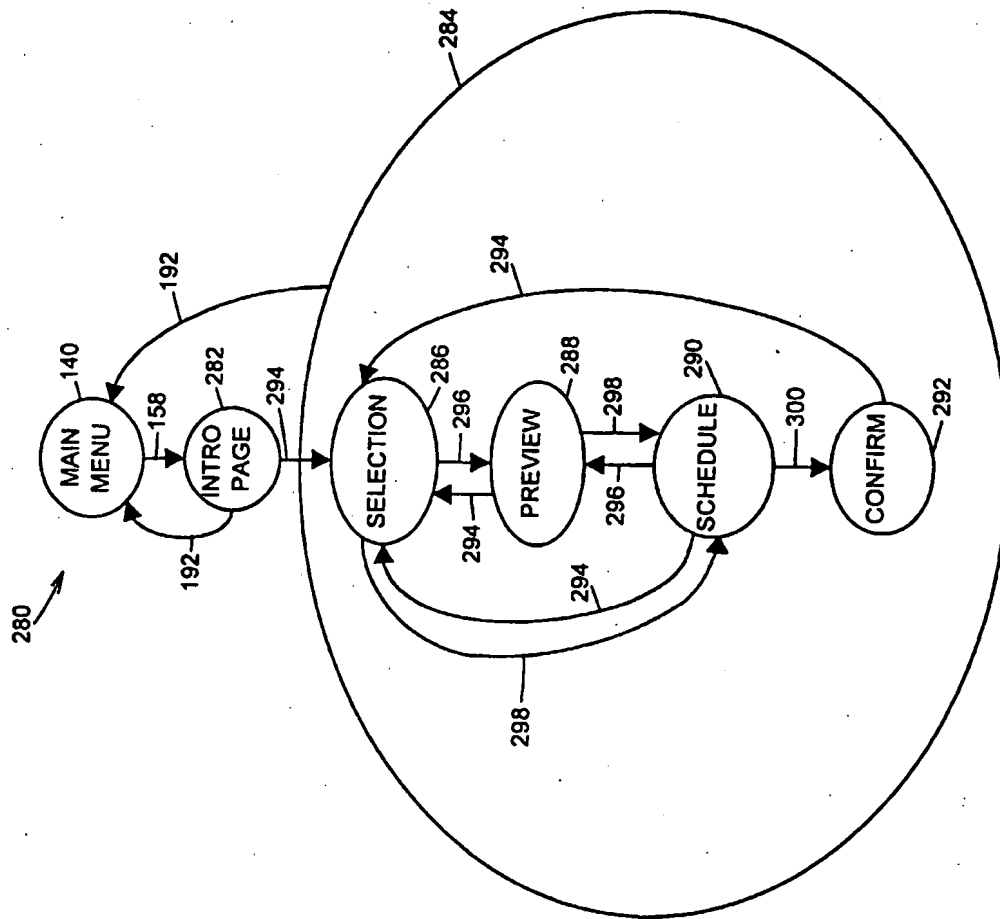 280
MAIN
MENU
140
192
158
192
INTRO
PAGE
282
294
284
SELECTION
286
294
294
296
PREVIEW
288
298
294
298
296
SCHEDULE
290
300
CONFIRM
292